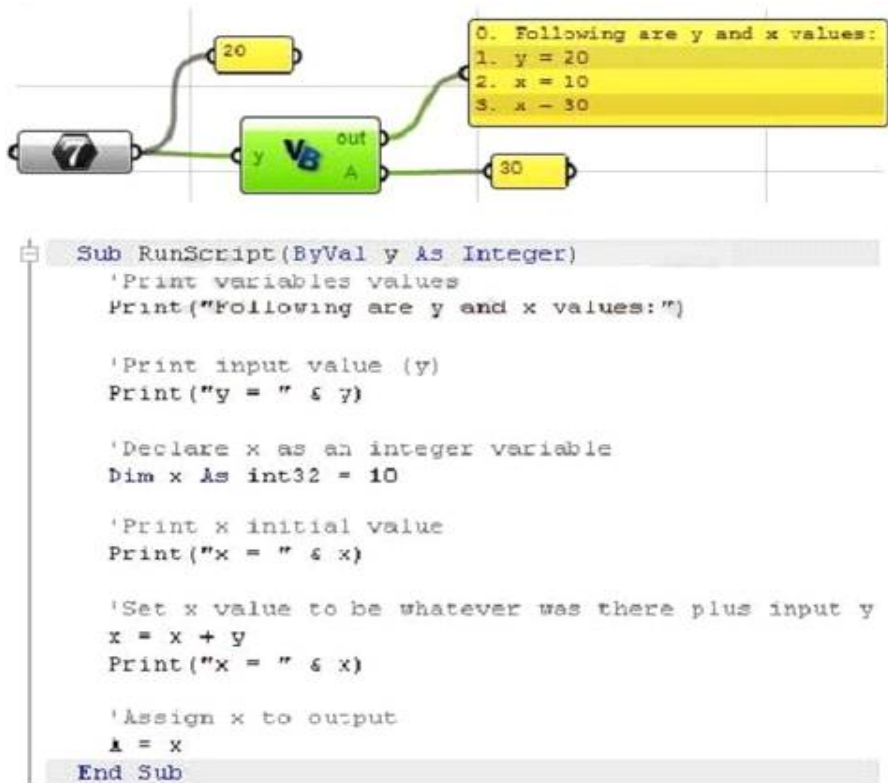 20
0. Following are y and x values:
1. y = 20
2. x = 10
3. x = 30
7
y
VB
out
A
30
Sub RunScript(ByVal y As Integer)
'Print variables values
Print("Following are y and x values:")
'Print input value (y)
Print("y = " & y)
'Declare x as an integer variable
Dim x As int32 = 10
'Print x initial value
Print("x = " & x)
'Set x value to be whatever was there plus input y
x = x + y
Print("x = " & x)
'Assign x to output
A = x
End Sub